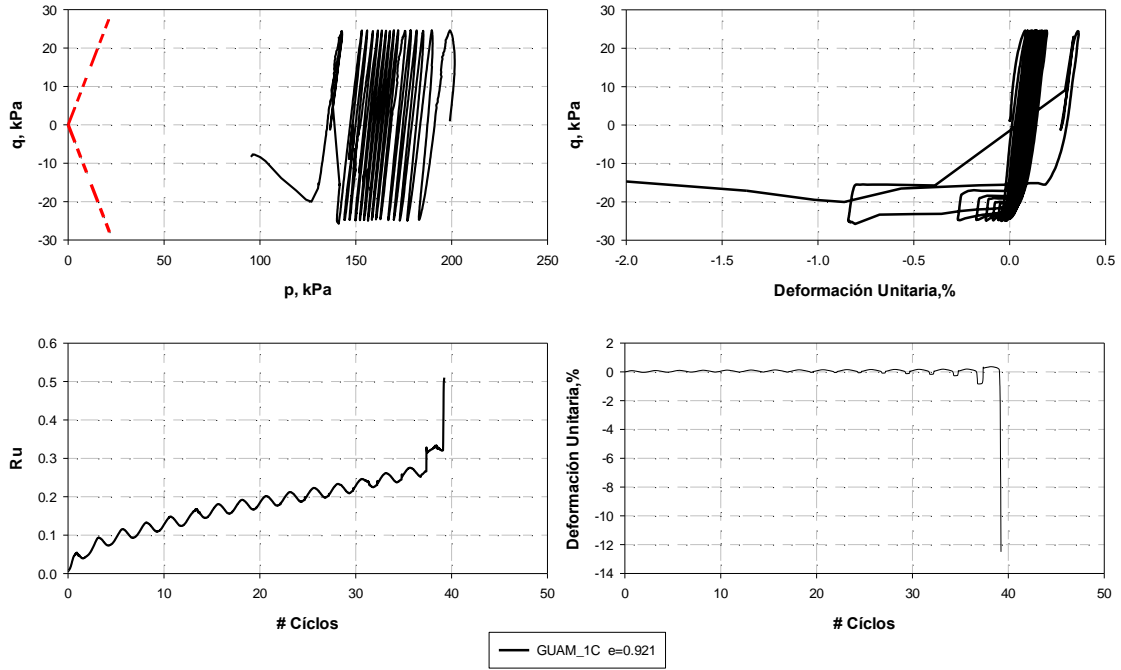 30
20
10
0
-10
-20
-30
q, kPa
0 50 100 150 200 250
p, kPa
30
20
10
0
-10
-20
-30
q, kPa
-2.0 -1.5 -1.0 -0.5 0.0 0.5
Deformación Unitaria,%
0.6
0.5
0.4
0.3
0.2
0.1
0.0
Ru
0 10 20 30 40 50
# Cíclos
2
0
-2
-4
-6
-8
-10
-12
-14
Deformación Unitaria,%
0 10 20 30 40 50
# Cíclos
GUAM_1C e=0.921